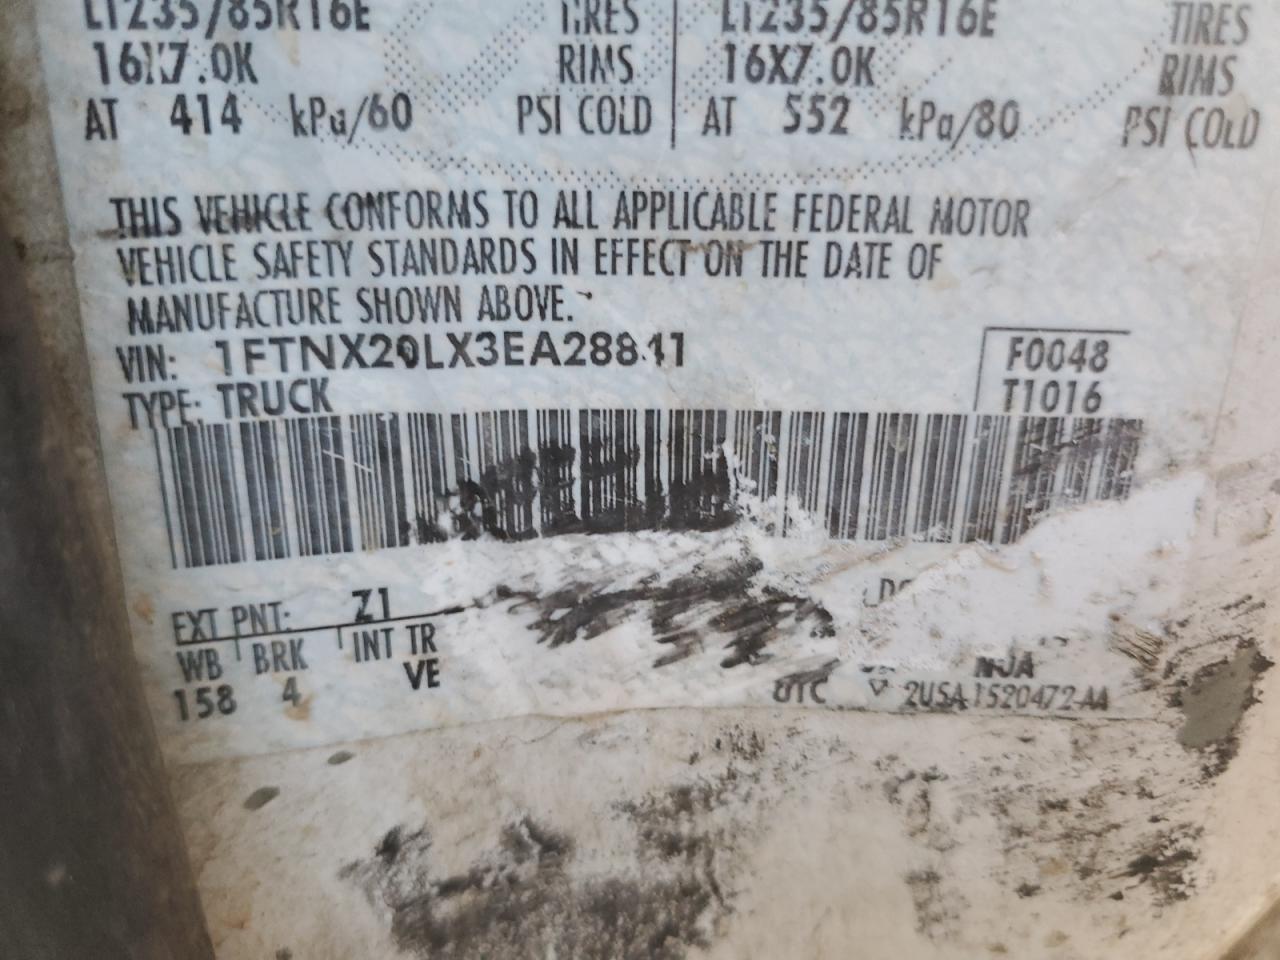 LT235/85R16E TIRES LT235/85R16E TIRES
16X7.0K RIMS 16X7.0K RIMS
AT 414 kPa/60 PSI COLD AT 552 kPa/80 PSI COLD
THIS VEHICLE CONFORMS TO ALL APPLICABLE FEDERAL MOTOR
VEHICLE SAFETY STANDARDS IN EFFECT ON THE DATE OF
MANUFACTURE SHOWN ABOVE.
VIN: 1FTNX20LX3EA28841 F0048
TYPE: TRUCK T1016
EXT PNT: Z1
WB BRK INT TR
158 4 VE
UTC ▽ 2USA-1520472-AA